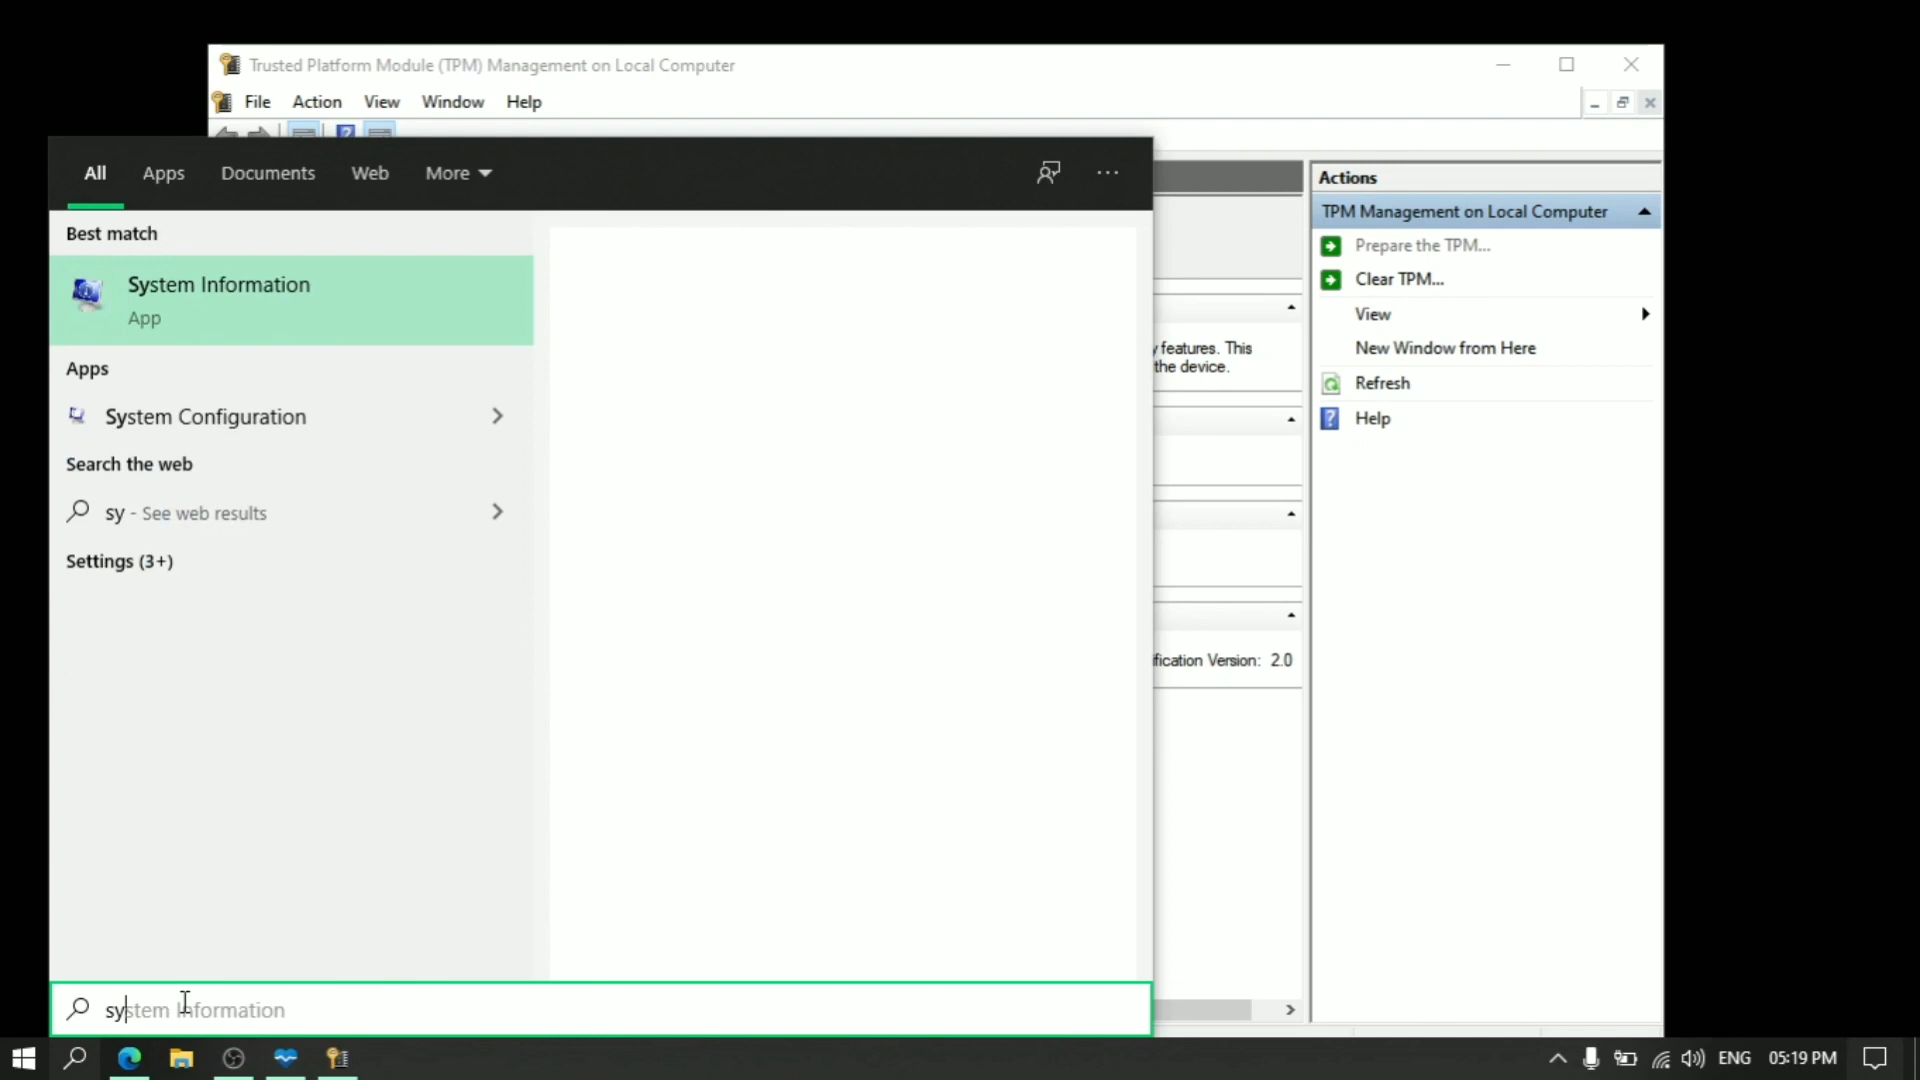 Trusted Platform Module (TPM) Management on Local Computer
File Action View Window Help
All Apps Documents Web More
Best match
System Information
App
Apps
System Configuration
Search the web
sy - See web results
Settings (3+)
system Information
y features. This
the device.
ification Version: 2.0
Actions
TPM Management on Local Computer
Prepare the TPM...
Clear TPM...
View
New Window from Here
Refresh
Help
ENG 05:19 PM